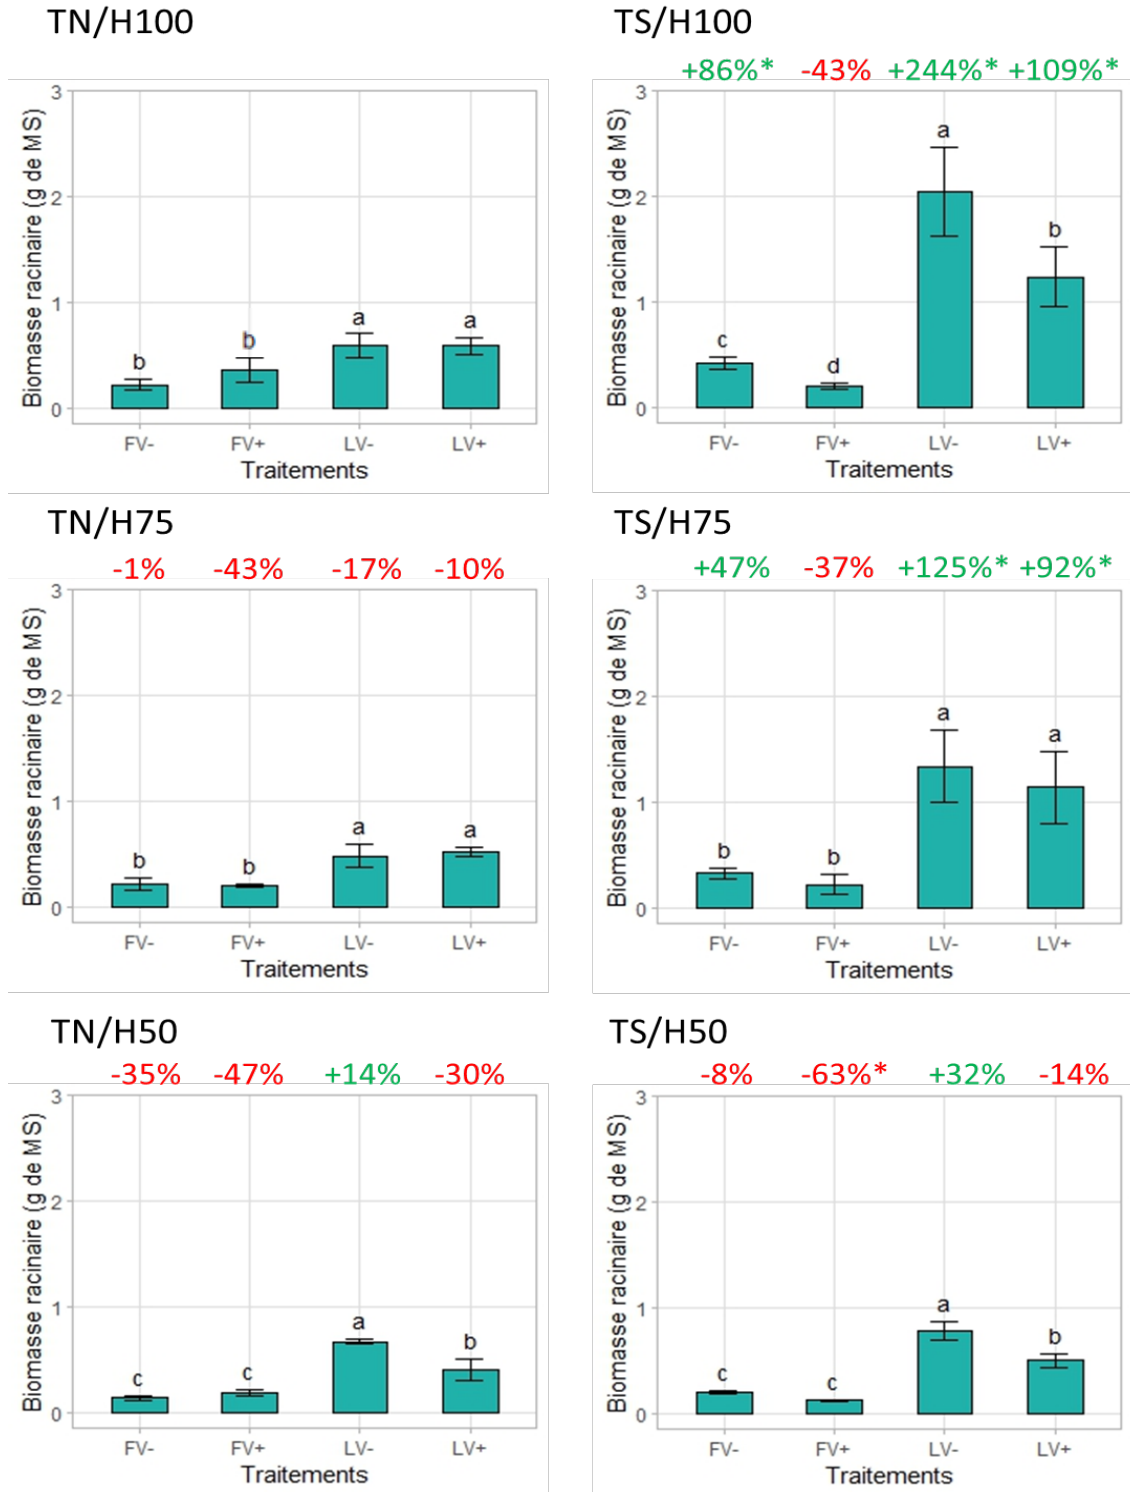 TN/H100
3
2
1
0
Biomasse racinaire (g de MS)
b
b
a
a
FV-
FV+
LV-
LV+
Traitements
TS/H100
+86%* -43% +244%* +109%*
3
2
1
0
Biomasse racinaire (g de MS)
c
d
a
b
FV-
FV+
LV-
LV+
Traitements
TN/H75
-1% -43% -17% -10%
3
2
1
0
Biomasse racinaire (g de MS)
b
b
a
a
FV-
FV+
LV-
LV+
Traitements
TS/H75
+47% -37% +125%* +92%*
3
2
1
0
Biomasse racinaire (g de MS)
b
b
a
a
FV-
FV+
LV-
LV+
Traitements
TN/H50
-35% -47% +14% -30%
3
2
1
0
Biomasse racinaire (g de MS)
c
c
a
b
FV-
FV+
LV-
LV+
Traitements
TS/H50
-8% -63%* +32% -14%
3
2
1
0
Biomasse racinaire (g de MS)
c
c
a
b
FV-
FV+
LV-
LV+
Traitements